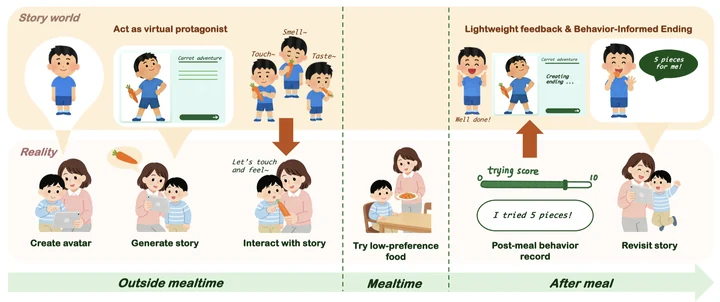 Story world
Act as virtual protagonist
Lightweight feedback & Behavior-Informed Ending
Carrot adventure
Touch~
Smell~
Taste~
Well done!
Carrot adventure
Creating
ending ...
5 pieces
for me!
Reality
Let's touch
and feel~
trying score
0
10
I tried 5 pieces!
Create avatar
Generate story
Interact with story
Try low-preference
food
Post-meal behavior
record
Revisit story
Outside mealtime
Mealtime
After meal